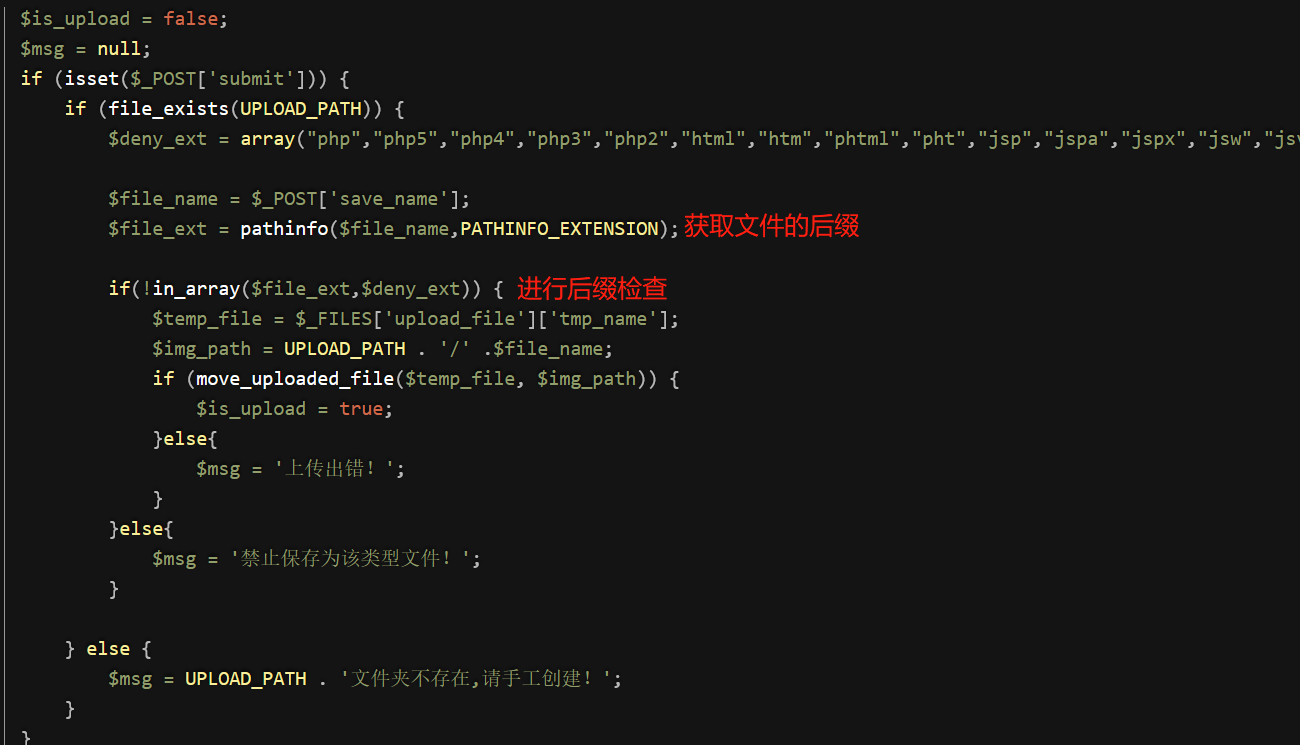 $is_upload = false;
$msg = null;
if (isset($_POST['submit'])) {
    if (file_exists(UPLOAD_PATH)) {
        $deny_ext = array("php","php5","php4","php3","php2","html","htm","phtml","pht","jsp","jspa","jspx","jsw","jsv
        $file_name = $_POST['save_name'];
        $file_ext = pathinfo($file_name,PATHINFO_EXTENSION); 获取文件的后缀
        if(!in_array($file_ext,$deny_ext)) { 进行后缀检查
            $temp_file = $_FILES['upload_file']['tmp_name'];
            $img_path = UPLOAD_PATH . '/' .$file_name;
            if (move_uploaded_file($temp_file, $img_path)) {
                $is_upload = true;
            }else{
                $msg = '上传出错！';
            }
        }else{
            $msg = '禁止保存为该类型文件！';
        }
    } else {
        $msg = UPLOAD_PATH . '文件夹不存在,请手工创建！';
    }
}